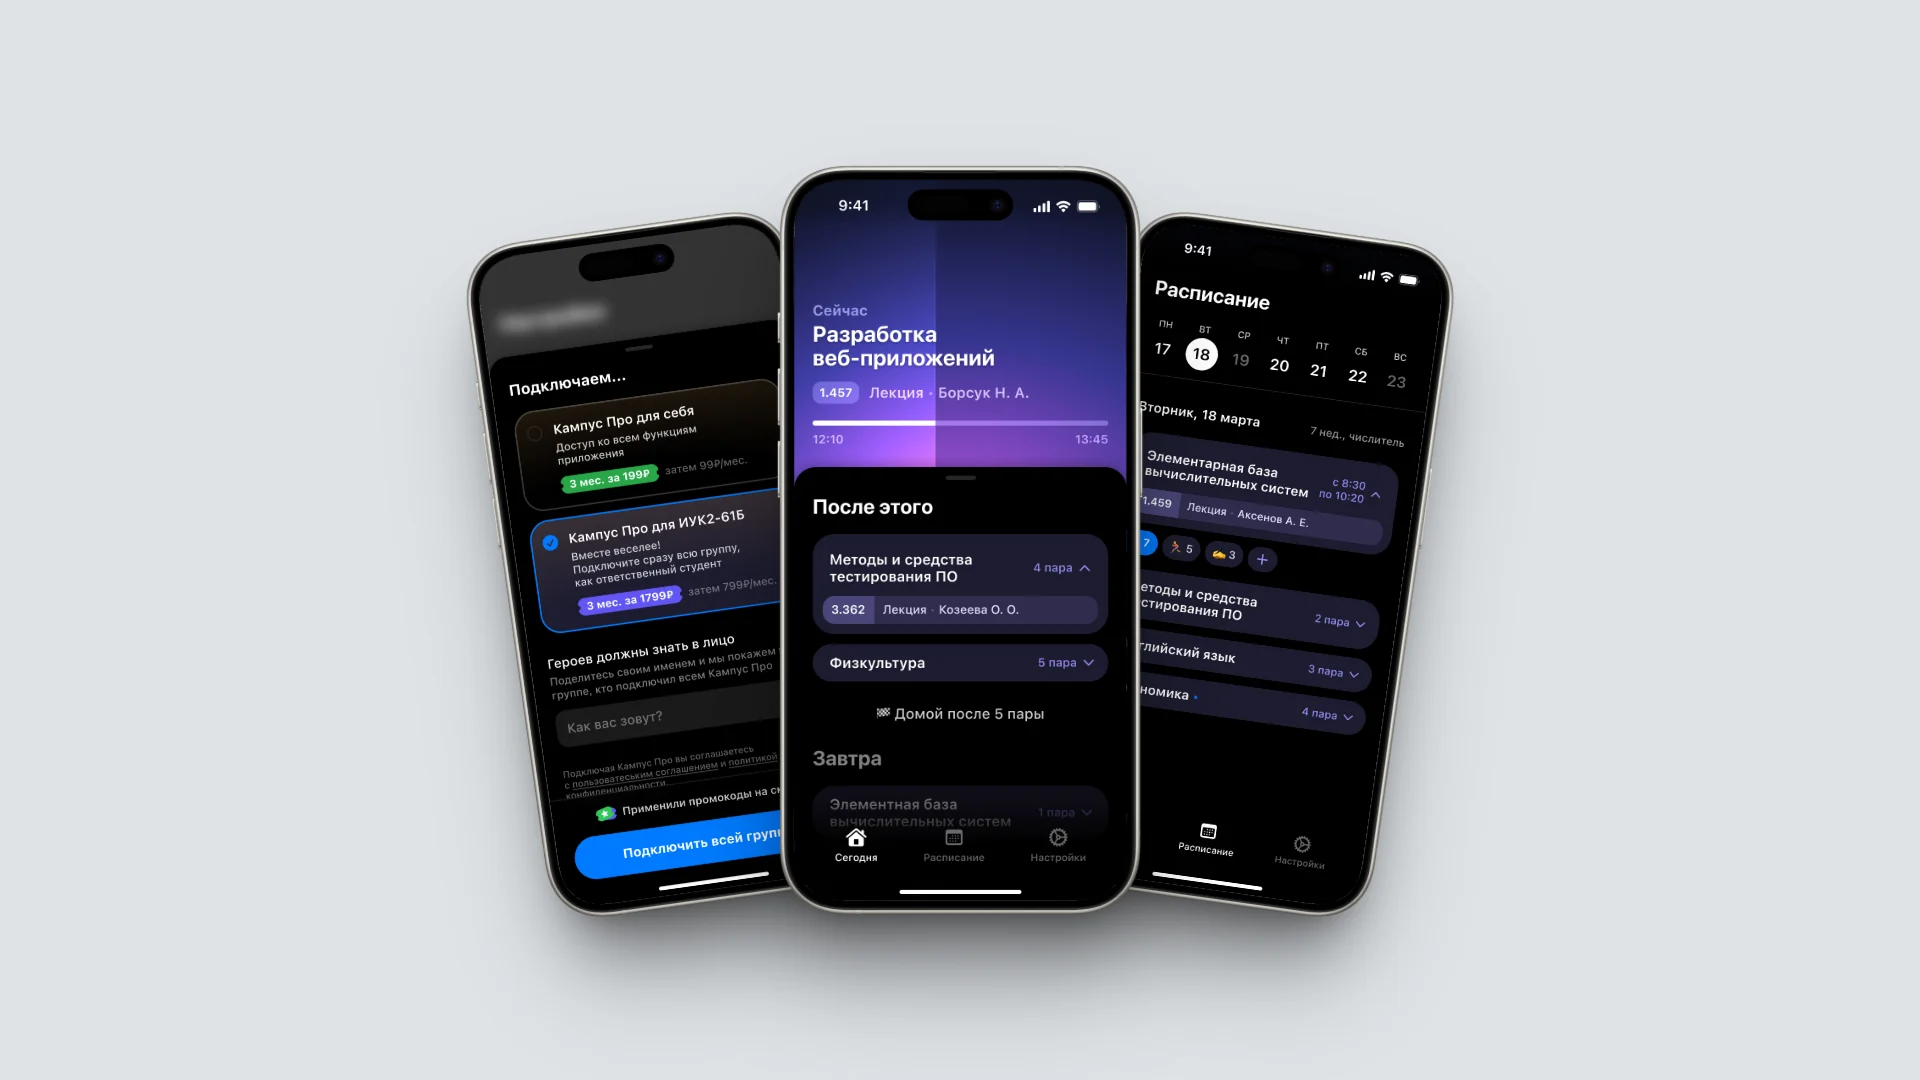 Подключаем...
Кампус Про для себя
Доступ ко всем функциям
приложения
3 мес. за 199₽ затем 99₽/мес.
Кампус Про для ИУК2-61Б
Вместе веселее!
Подключите сразу всю группу,
как ответственный студент
3 мес. за 1799₽ затем 799₽/мес.
Героев должны знать в лицо
Поделитесь своим именем и мы покажем
группе, кто подключил всем Кампус Про
Как вас зовут?
Подключая Кампус Про вы соглашаетесь
с пользоватеським соглашением и политикой
конфиденциальности.
Применили промокоды на ск
Подключить всей груп
9:41
Сейчас
Разработка
веб-приложений
1.457 Лекция · Борсук Н. А.
12:10 13:45
После этого
Методы и средства
тестирования ПО
4 пара
3.362 Лекция · Козеева О. О.
Физкультура 5 пара
Домой после 5 пары
Завтра
Элементная база
вычислительных систем
1 пара
Сегодня Расписание Настройки
9:41
Расписание
ПН ВТ СР ЧТ ПТ СБ ВС
17 18 19 20 21 22 23
Вторник, 18 марта 7 нед., числитель
Элементарная база
вычислительных систем
с 8:30
по 10:20
1.459 Лекция · Аксенов А. Е.
7 5 3 +
етоды и средства
стирования ПО
2 пара
глийский язык 3 пара
номика 4 пара
Расписание Настройки